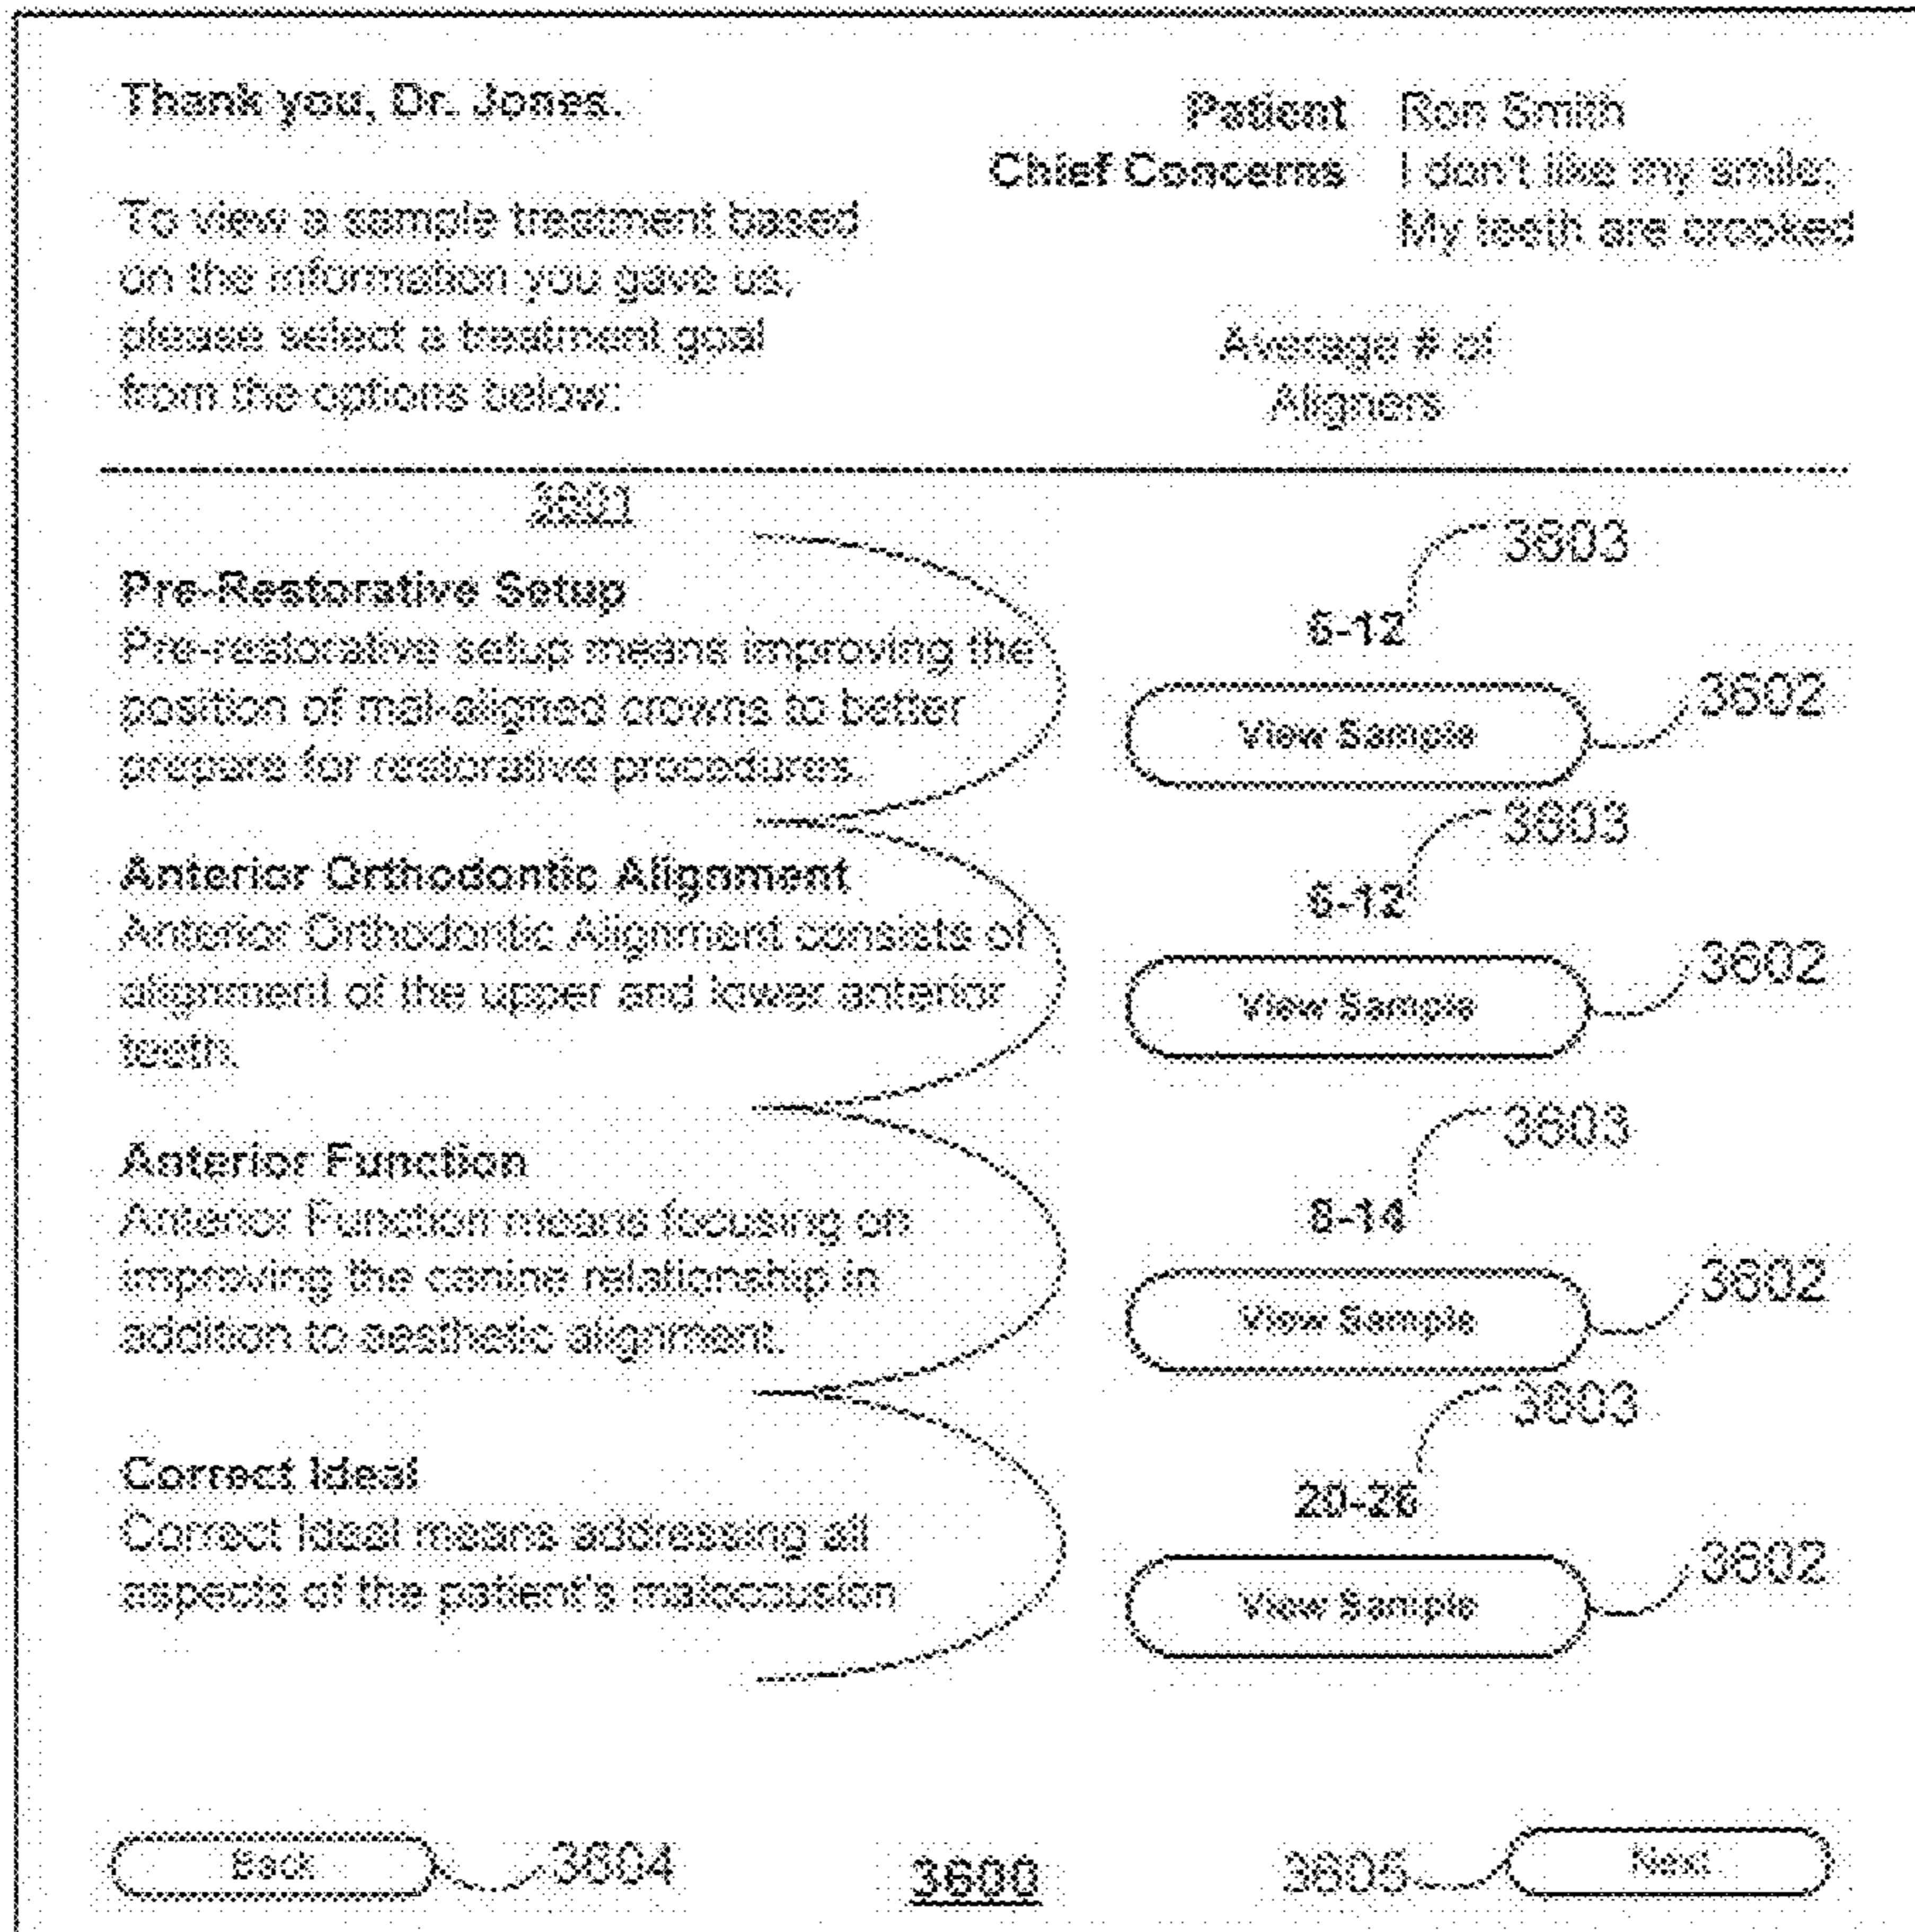 Thank you, Dr. Jones.
Patient Ron Smith
Chief Concerns I don't like my smile;
My teeth are crooked
To view a sample treatment based
on the information you gave us,
please select a treatment goal
from the options below:
Average # of
Aligners
3601
Pre-Restorative Setup
Pre-restorative setup means improving the
position of mal-aligned crowns to better
prepare for restorative procedures.
3603
6-12
View Sample 3602
Anterior Orthodontic Alignment
Anterior Orthodontic Alignment consists of
alignment of the upper and lower anterior
teeth.
3603
6-12
View Sample 3602
Anterior Function
Anterior Function means focusing on
improving the canine relationship in
addition to aesthetic alignment.
3603
8-14
View Sample 3602
Correct Ideal
Correct Ideal means addressing all
aspects of the patient's maloccusion
3603
20-26
View Sample 3602
Back 3604 3600 3605 Next